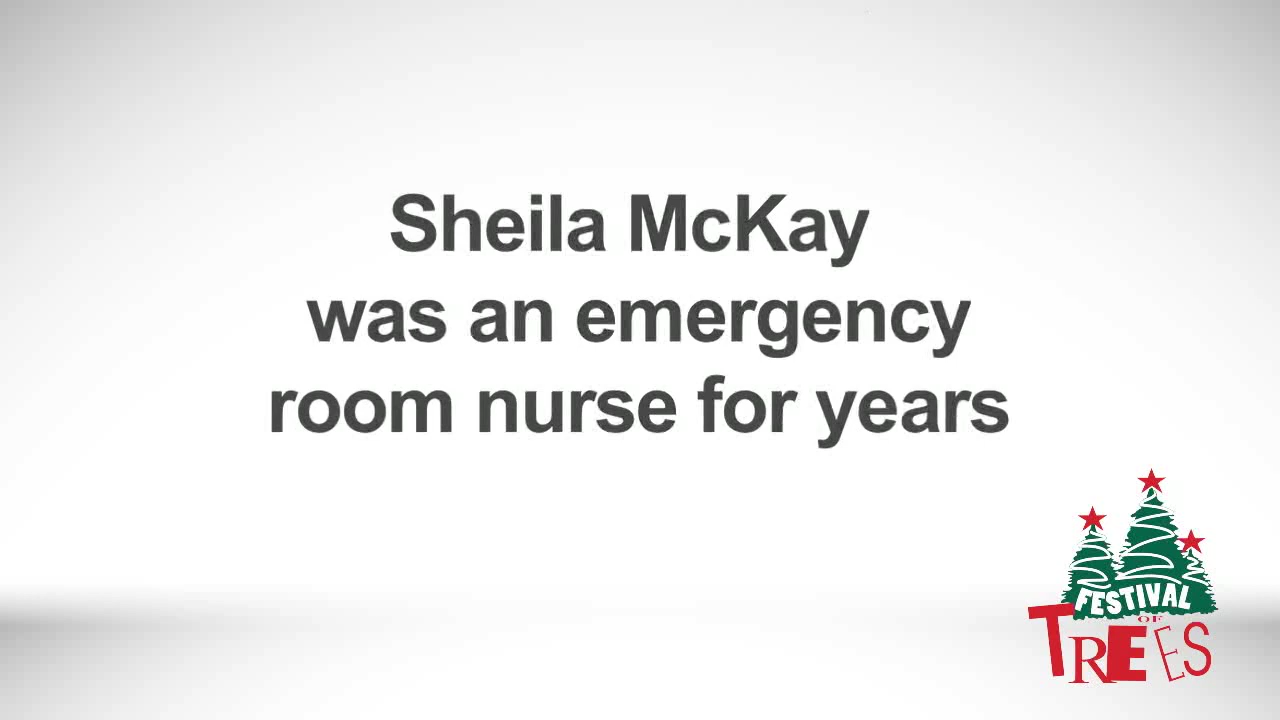 Sheila McKay
was an emergency
room nurse for years
FESTIVAL
OF
TREES